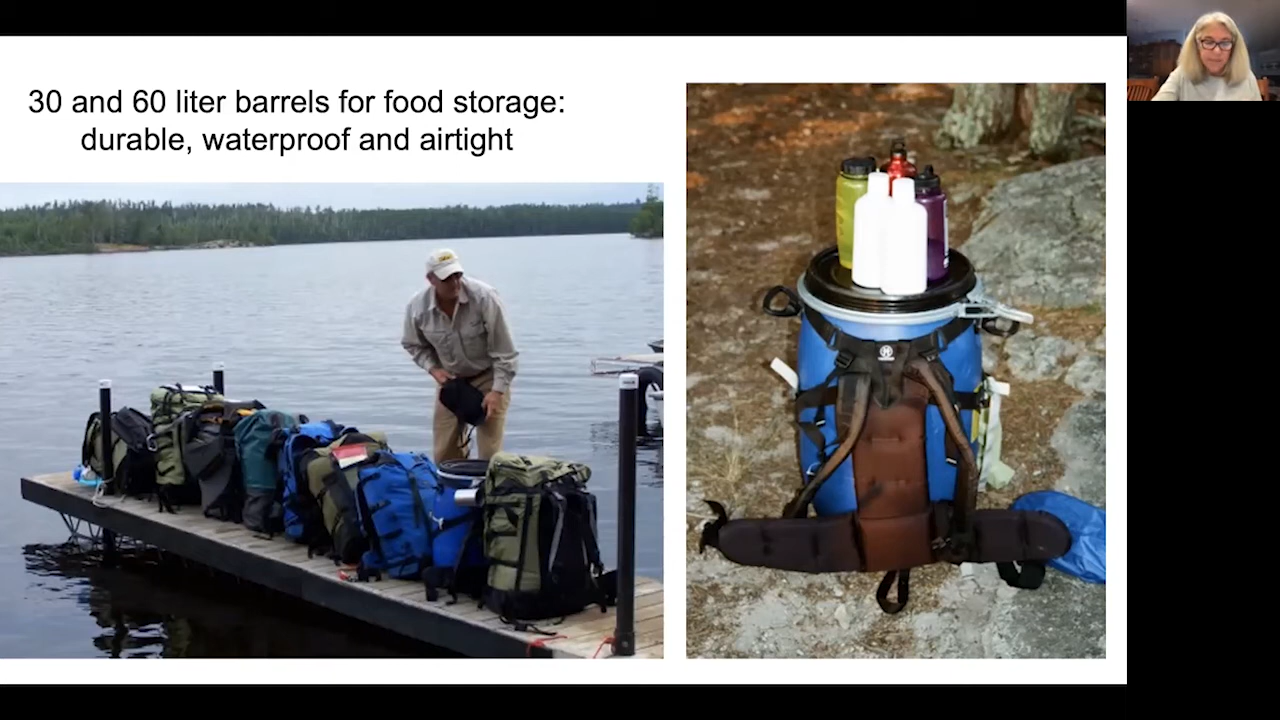 30 and 60 liter barrels for food storage:
durable, waterproof and airtight